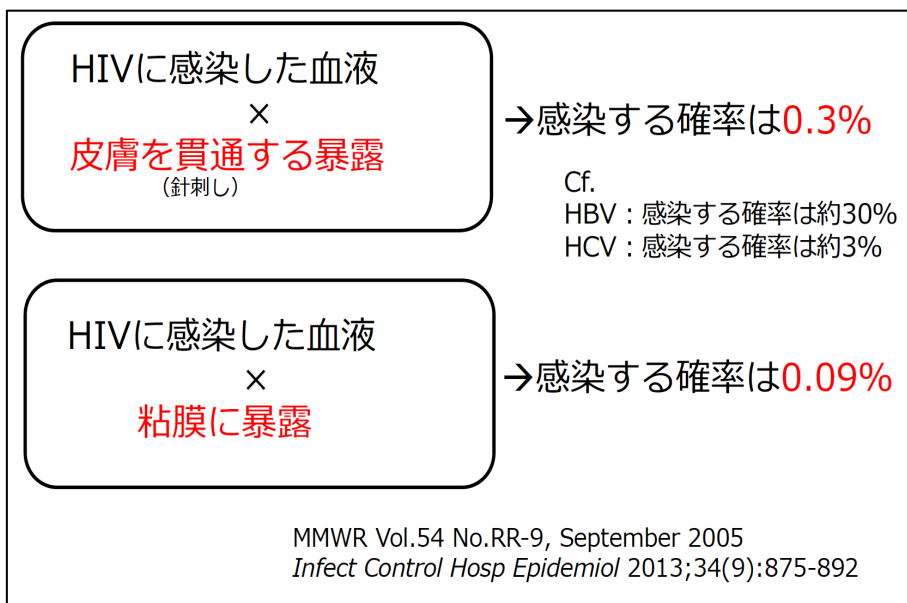 HIVに感染した血液
×
皮膚を貫通する暴露
(針刺し)
→感染する確率は0.3%
Cf.
HBV：感染する確率は約30%
HCV：感染する確率は約3%
HIVに感染した血液
×
粘膜に暴露
→感染する確率は0.09%
MMWR Vol.54 No.RR-9, September 2005
Infect Control Hosp Epidemiol 2013;34(9):875-892